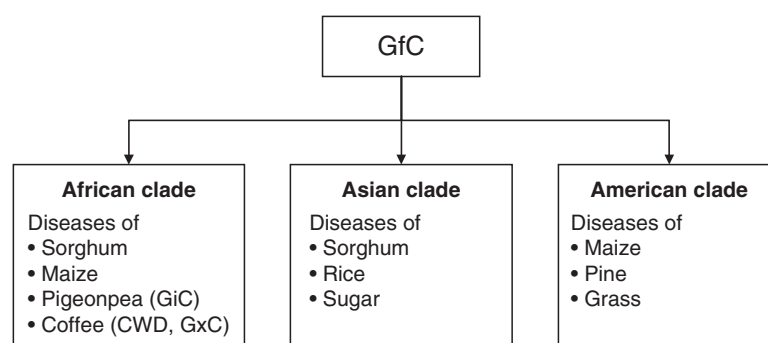 GfC
African clade
Diseases of
• Sorghum
• Maize
• Pigeonpea (GiC)
• Coffee (CWD, GxC)
Asian clade
Diseases of
• Sorghum
• Rice
• Sugar
American clade
Diseases of
• Maize
• Pine
• Grass